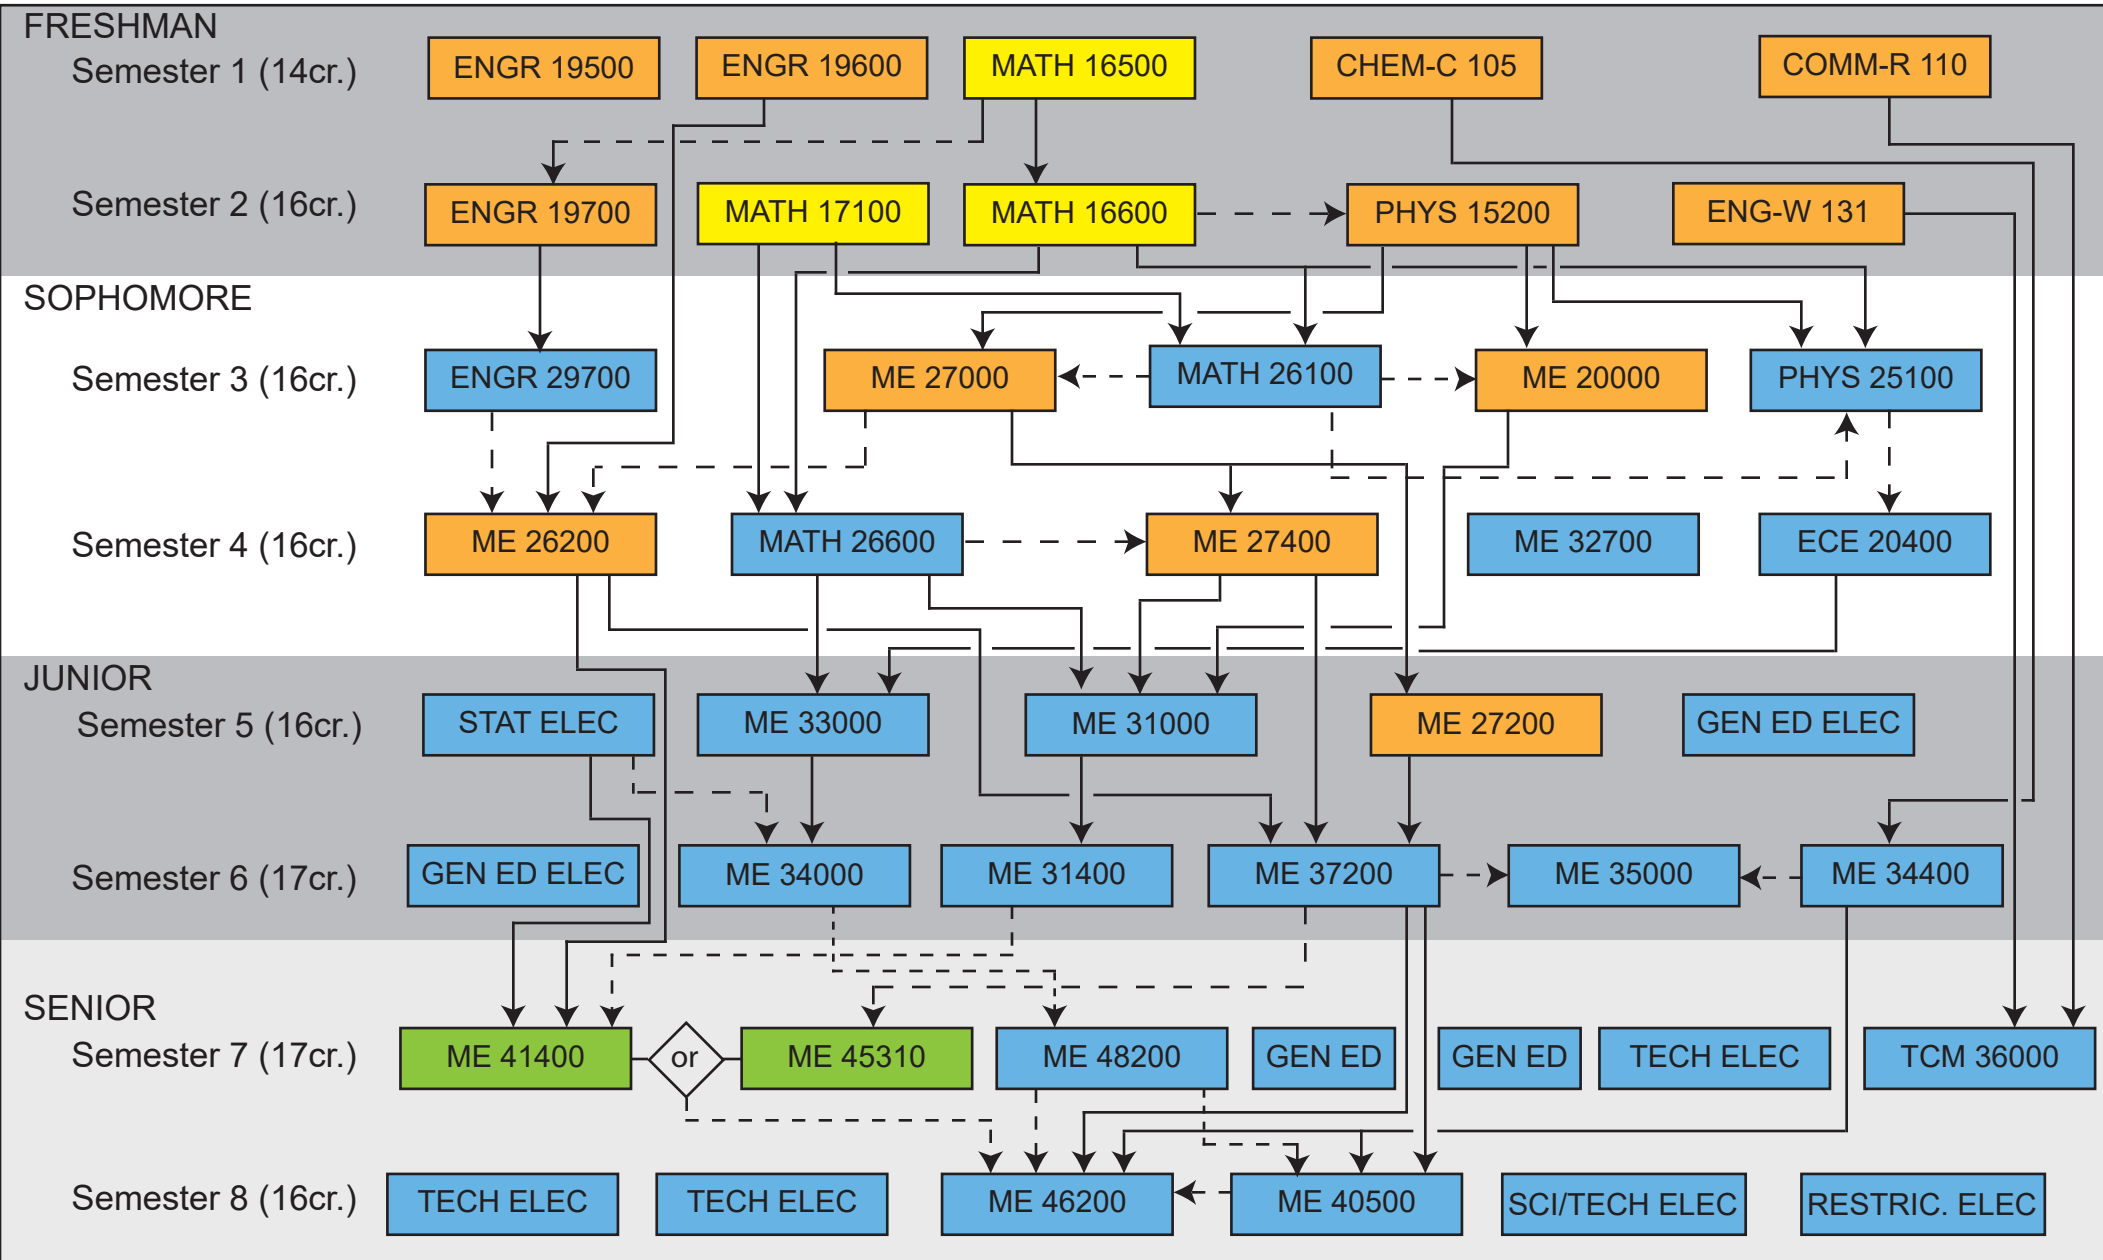 FRESHMAN
Semester 1 (14cr.)
ENGR 19500
ENGR 19600
MATH 16500
CHEM-C 105
COMM-R 110
Semester 2 (16cr.)
ENGR 19700
MATH 17100
MATH 16600
PHYS 15200
ENG-W 131
SOPHOMORE
Semester 3 (16cr.)
ENGR 29700
ME 27000
MATH 26100
ME 20000
PHYS 25100
Semester 4 (16cr.)
ME 26200
MATH 26600
ME 27400
ME 32700
ECE 20400
JUNIOR
Semester 5 (16cr.)
STAT ELEC
ME 33000
ME 31000
ME 27200
GEN ED ELEC
Semester 6 (17cr.)
GEN ED ELEC
ME 34000
ME 31400
ME 37200
ME 35000
ME 34400
SENIOR
Semester 7 (17cr.)
ME 41400
or
ME 45310
ME 48200
GEN ED
GEN ED
TECH ELEC
TCM 36000
Semester 8 (16cr.)
TECH ELEC
TECH ELEC
ME 46200
ME 40500
SCI/TECH ELEC
RESTRIC. ELEC